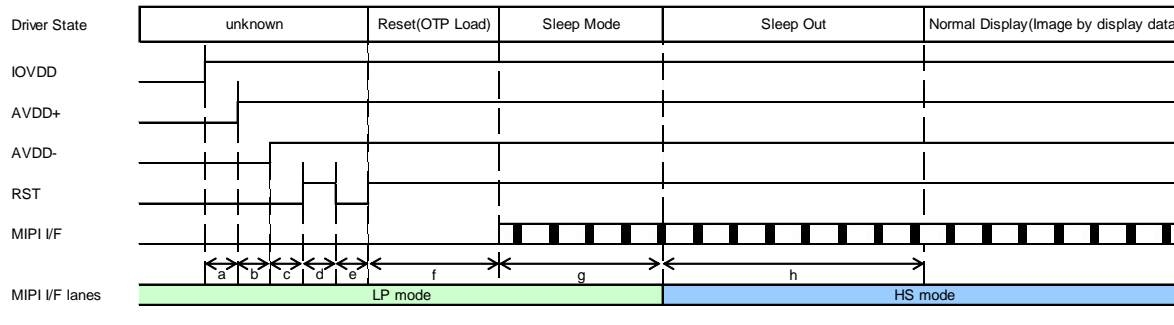 Driver State unknown Reset(OTP Load) Sleep Mode Sleep Out Normal Display(Image by display data
IOVDD
AVDD+
AVDD-
RST
MIPI I/F
a b c d e f g h
MIPI I/F lanes LP mode HS mode